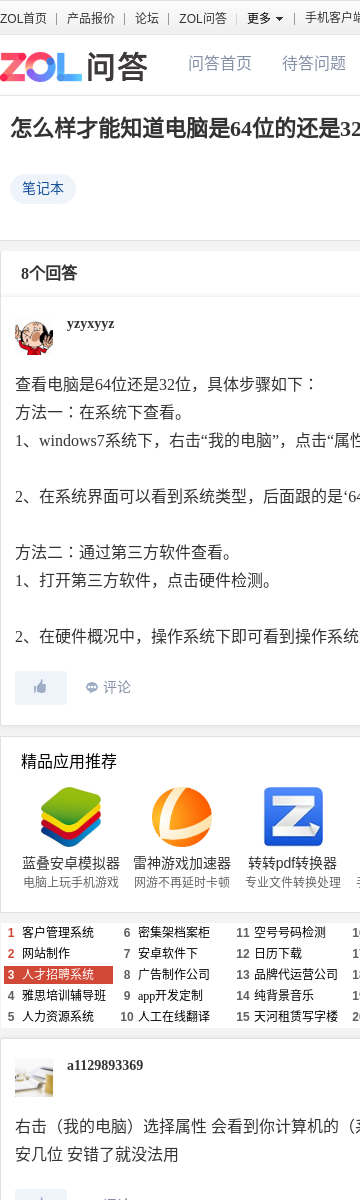 ZOL首页 | 产品报价 | 论坛 | ZOL问答 更多 | 手机客户端
ZOL问答 问答首页 待答问题
怎么样才能知道电脑是64位的还是32
笔记本
8个回答
yzyxyyz
查看电脑是64位还是32位，具体步骤如下：
方法一：在系统下查看。
1、windows7系统下，右击“我的电脑”，点击“属性
2、在系统界面可以看到系统类型，后面跟的是‘64
方法二：通过第三方软件查看。
1、打开第三方软件，点击硬件检测。
2、在硬件概况中，操作系统下即可看到操作系统
评论
精品应用推荐
蓝叠安卓模拟器 雷神游戏加速器 转转pdf转换器
电脑上玩手机游戏 网游不再延时卡顿 专业文件转换处理
1 客户管理系统 6 密集架档案柜 11 空号号码检测
2 网站制作 7 安卓软件下 12 日历下载
3 人才招聘系统 8 广告制作公司 13 品牌代运营公司
4 雅思培训辅导班 9 app开发定制 14 纯背景音乐
5 人力资源系统 10 人工在线翻译 15 天河租赁写字楼
a1129893369
右击（我的电脑）选择属性 会看到你计算机的（系
安几位 安错了就没法用